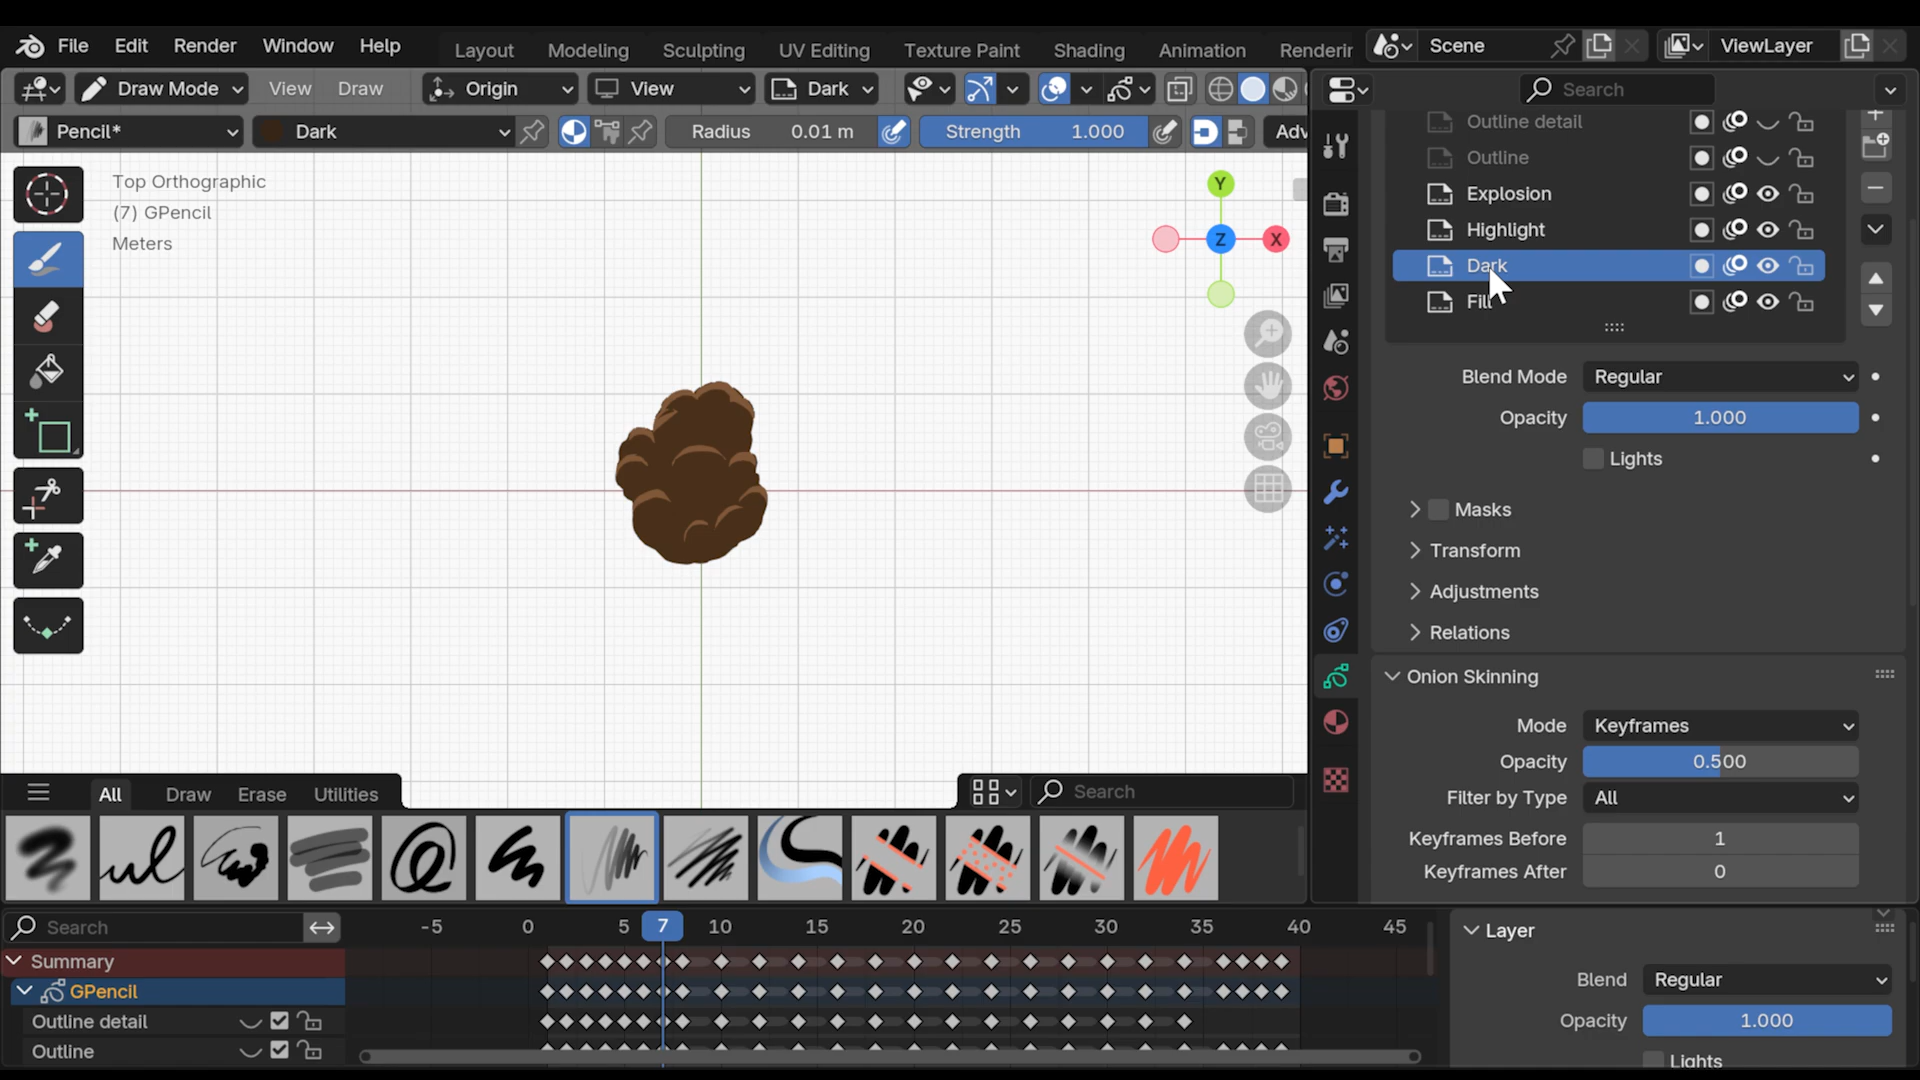 File Edit Render Window Help Layout Modeling Sculpting UV Editing Texture Paint Shading Animation Renderin Scene ViewLayer
Draw Mode View Draw Origin View Dark Search
Pencil* Dark Radius 0.01 m Strength 1.000 Adv
Top Orthographic
(7) GPencil
Meters
Y
Z
X
Outline detail
Outline
Explosion
Highlight
Dark
Fill
Blend Mode Regular
Opacity 1.000
Lights
Masks
Transform
Adjustments
Relations
Onion Skinning
Mode Keyframes
Opacity 0.500
Filter by Type All
Keyframes Before 1
Keyframes After 0
All Draw Erase Utilities Search
Search -5 0 5 7 10 15 20 25 30 35 40 45
Summary
GPencil
Outline detail
Outline
Layer
Blend Regular
Opacity 1.000
Lights